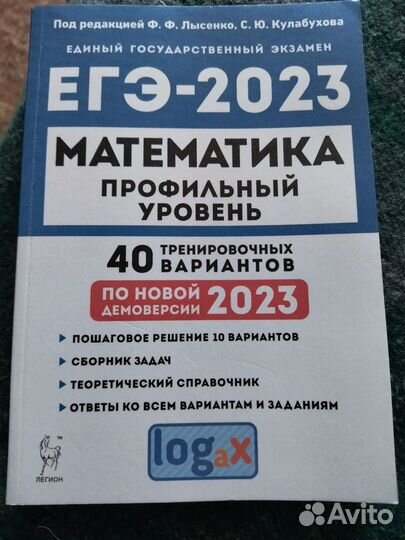 Под редакцией Ф. Ф. Лысенко, С. Ю. Кулабухова
ЕДИНЫЙ ГОСУДАРСТВЕННЫЙ ЭКЗАМЕН
ЕГЭ-2023
МАТЕМАТИКА
ПРОФИЛЬНЫЙ
УРОВЕНЬ
40 ТРЕНИРОВОЧНЫХ
ВАРИАНТОВ
ПО НОВОЙ
ДЕМОВЕРСИИ 2023
ПОШАГОВОЕ РЕШЕНИЕ 10 ВАРИАНТОВ
СБОРНИК ЗАДАЧ
ТЕОРЕТИЧЕСКИЙ СПРАВОЧНИК
ОТВЕТЫ КО ВСЕМ ВАРИАНТАМ И ЗАДАНИЯМ
TM
ЛЕГИОН
logax
Avito